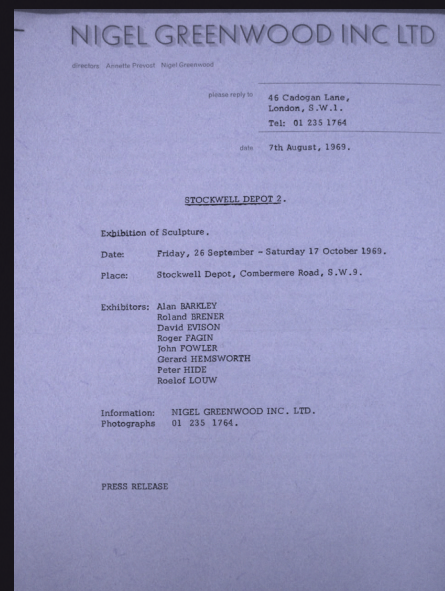 NIGEL GREENWOOD INC LTD
directors: Annette Pravost Nigel Greenwood
please reply to
46 Cadogan Lane,
London, S.W.1.
Tel: 01 235 1764
date 7th August, 1969.
STOCKWELL DEPOT 2.
Exhibition of Sculpture.
Date: Friday, 26 September - Saturday 17 October 1969.
Place: Stockwell Depot, Combermere Road, S.W.9.
Exhibitors: Alan BARKLEY
Roland BRENER
David EVISON
Roger FAGIN
John FOWLER
Gerard HEMSWORTH
Peter HIDE
Roelof LOUW
Information: NIGEL GREENWOOD INC. LTD.
Photographs 01 235 1764.
PRESS RELEASE